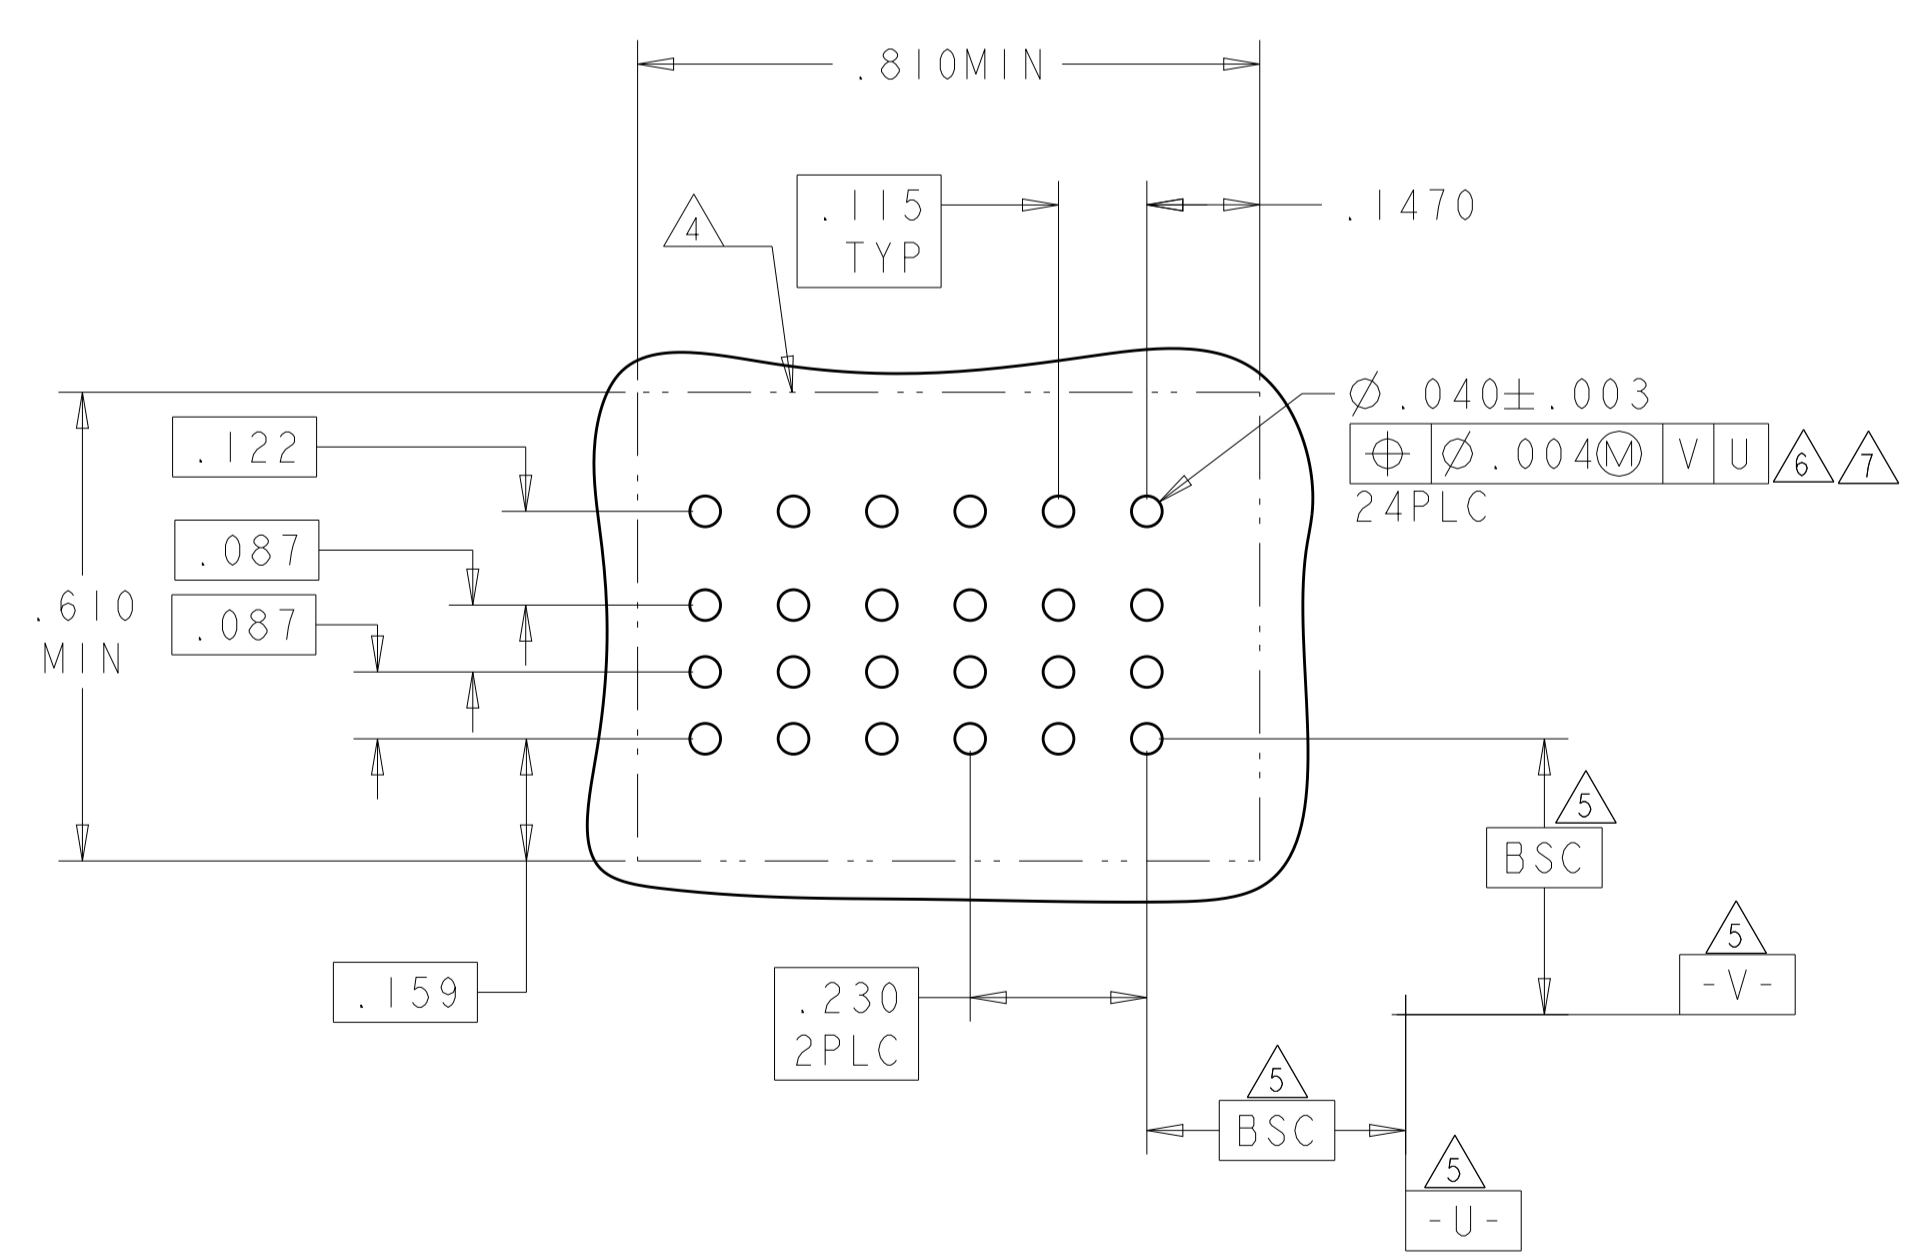 .810MIN
.115
TYP
.1470
4
Ø.040±.003
⌖ Ø.004Ⓜ V U 6 7
24PLC
.122
.087
.087
.610
MIN
5
BSC
5
-V-
.159
.230
2PLC
5
BSC
5
-U-